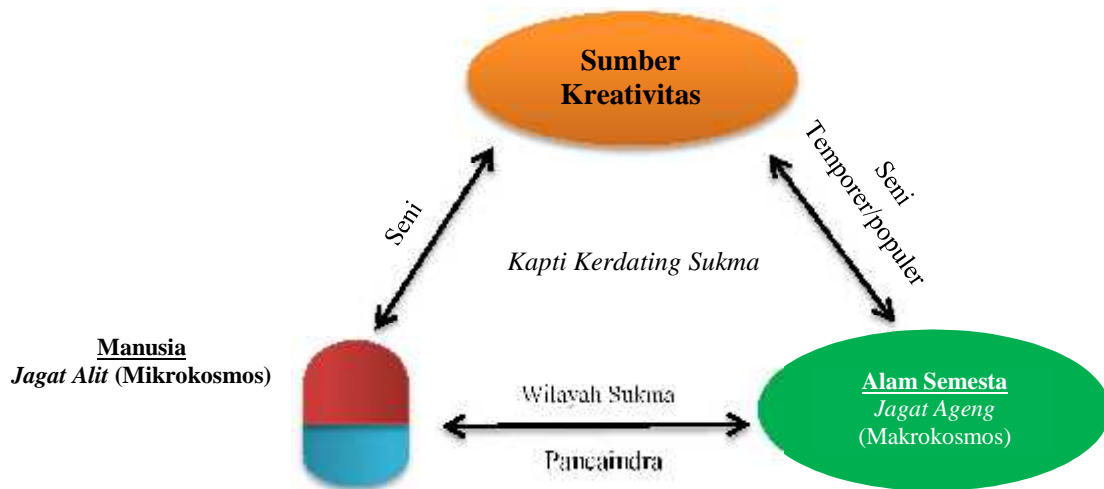 Sumber
Kreativitas
Seni
Seni
Temporer/populer
Kapti Kerdating Sukma
Manusia
Jagat Alit (Mikrokosmos)
Wilayah Sukma
Pancaindra
Alam Semesta
Jagat Ageng
(Makrokosmos)